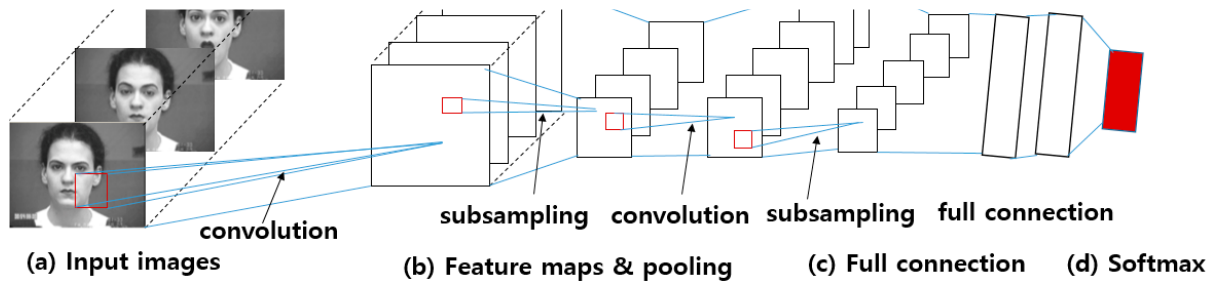 convolution
subsampling convolution subsampling full connection
(a) Input images (b) Feature maps & pooling (c) Full connection (d) Softmax